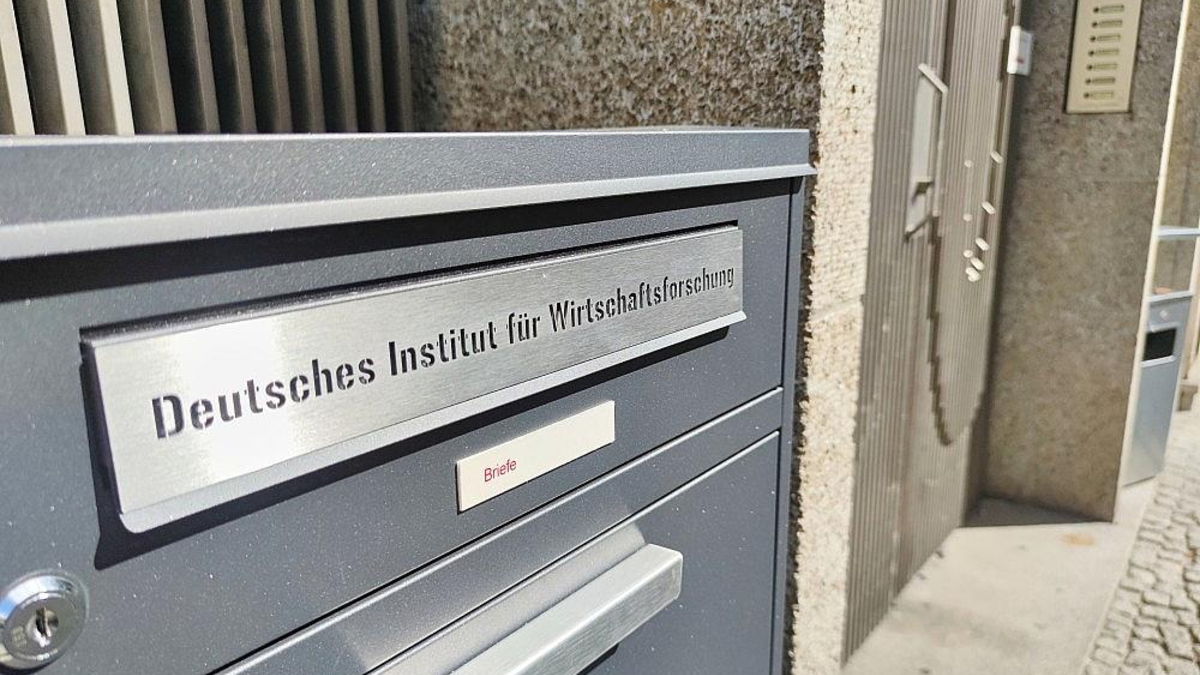 Deutsches Institut für Wirtschaftsforschung
Briefe